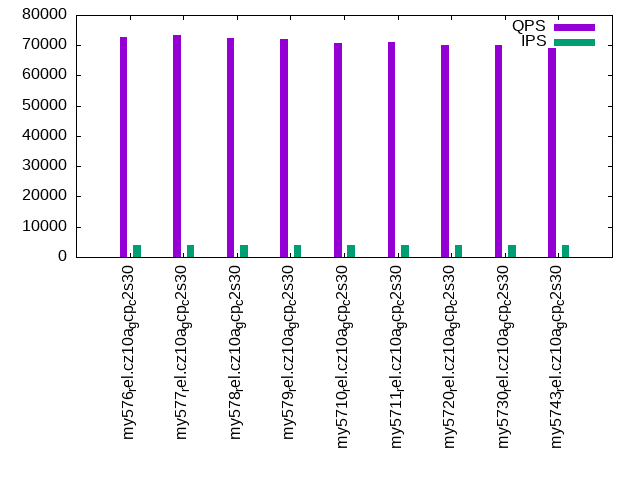 80000
70000
60000
50000
40000
30000
20000
10000
0
QPS
IPS
my576rel.cz10agcpc2s30
my577rel.cz10agcpc2s30
my578rel.cz10agcpc2s30
my579rel.cz10agcpc2s30
my5710rel.cz10agcpc2s30
my5711rel.cz10agcpc2s30
my5720rel.cz10agcpc2s30
my5730rel.cz10agcpc2s30
my5743rel.cz10agcpc2s30